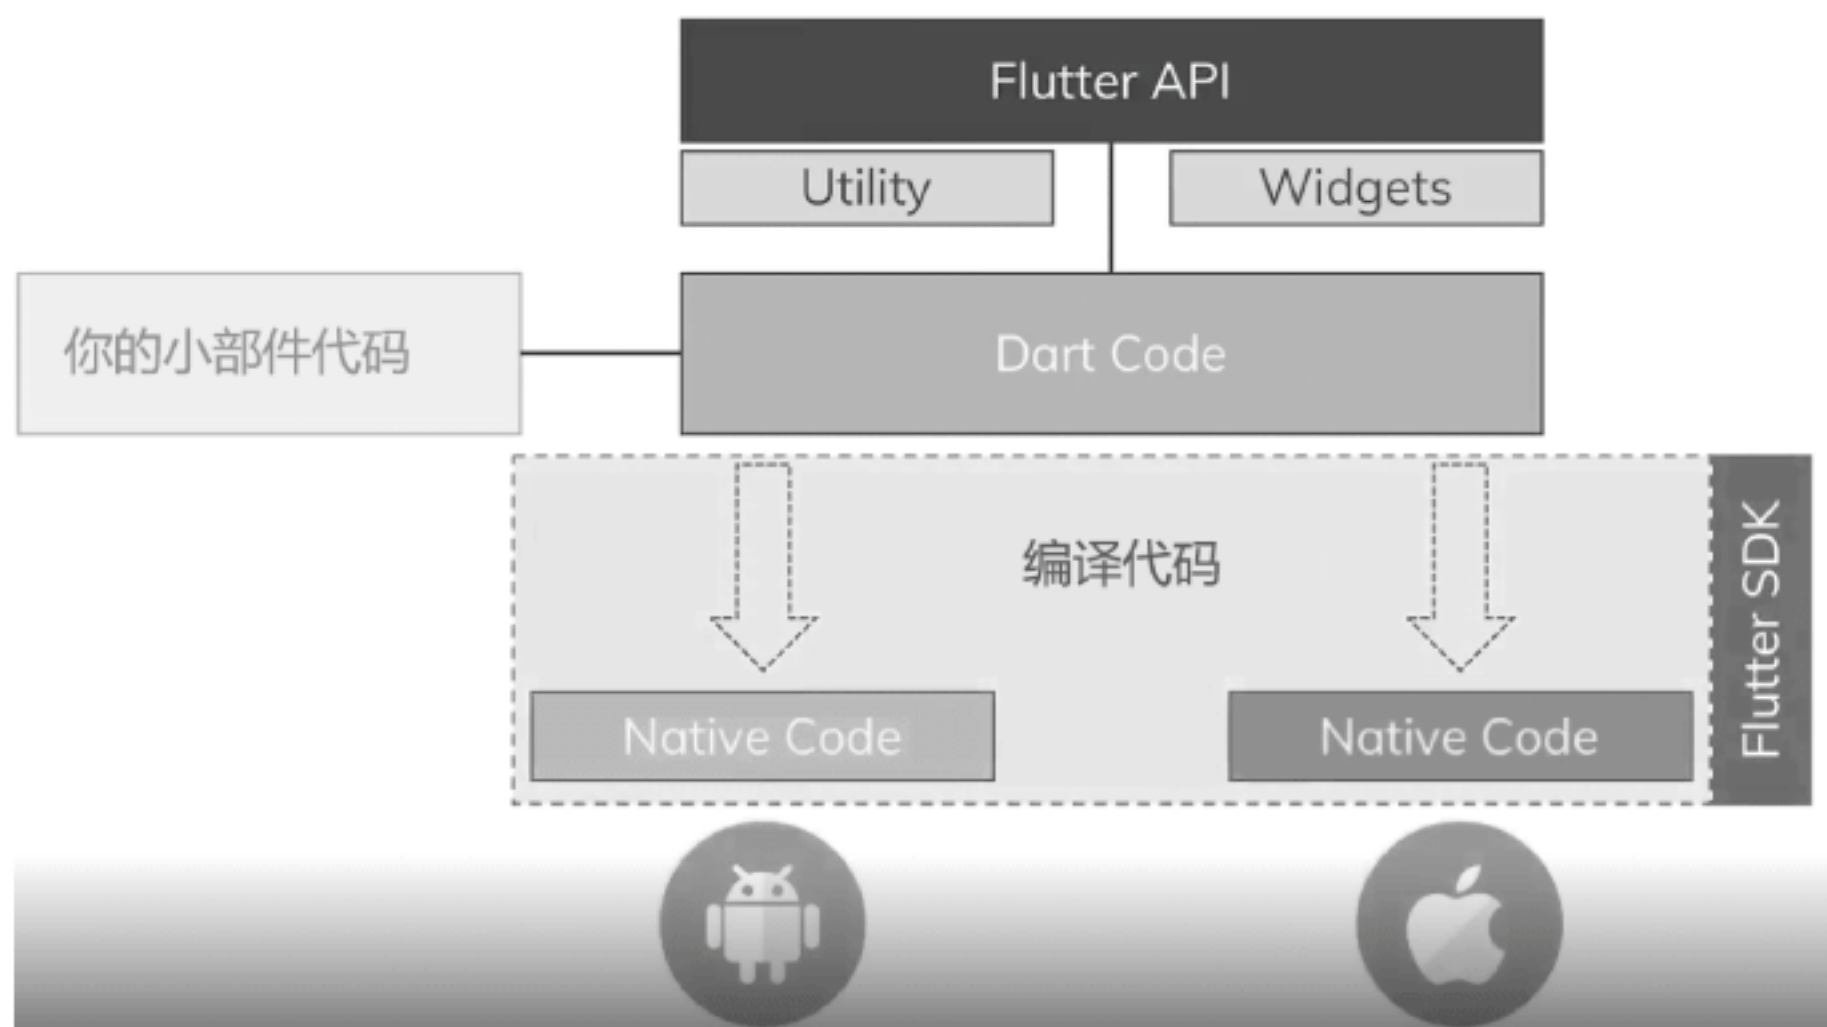 Flutter API
Utility
Widgets
你的小部件代码
Dart Code
编译代码
Flutter SDK
Native Code
Native Code